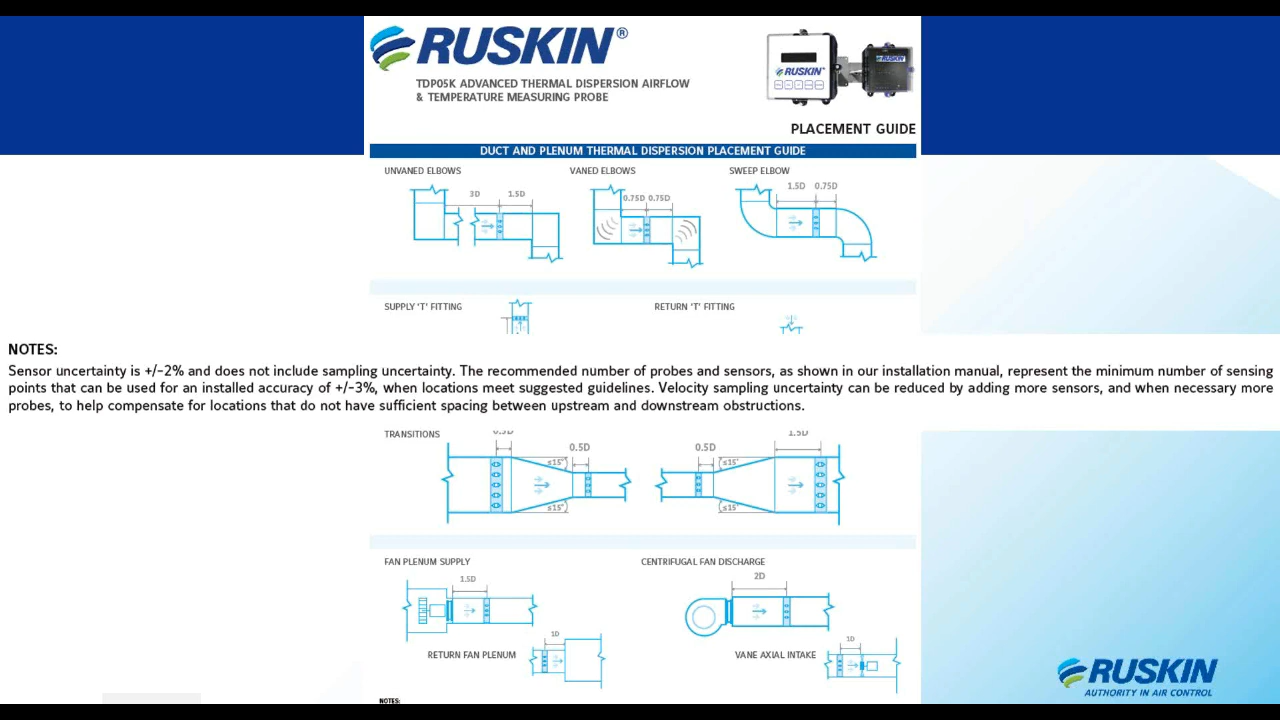 RUSKIN®
TDP05K ADVANCED THERMAL DISPERSION AIRFLOW
& TEMPERATURE MEASURING PROBE
RUSKIN
RUSKIN
PLACEMENT GUIDE
DUCT AND PLENUM THERMAL DISPERSION PLACEMENT GUIDE
UNVANED ELBOWS
VANED ELBOWS
SWEEP ELBOW
3D
1.5D
0.75D
0.75D
1.5D
0.75D
SUPPLY 'T' FITTING
RETURN 'T' FITTING
NOTES:
Sensor uncertainty is +/-2% and does not include sampling uncertainty. The recommended number of probes and sensors, as shown in our installation manual, represent the minimum number of sensing
points that can be used for an installed accuracy of +/-3%, when locations meet suggested guidelines. Velocity sampling uncertainty can be reduced by adding more sensors, and when necessary more
probes, to help compensate for locations that do not have sufficient spacing between upstream and downstream obstructions.
TRANSITIONS
0.5D
0.5D
1.5D
≤15°
≤15°
≤15°
≤15°
FAN PLENUM SUPPLY
CENTRIFUGAL FAN DISCHARGE
1.5D
2D
1D
1D
RETURN FAN PLENUM
VANE AXIAL INTAKE
RUSKIN
AUTHORITY IN AIR CONTROL
NOTES: